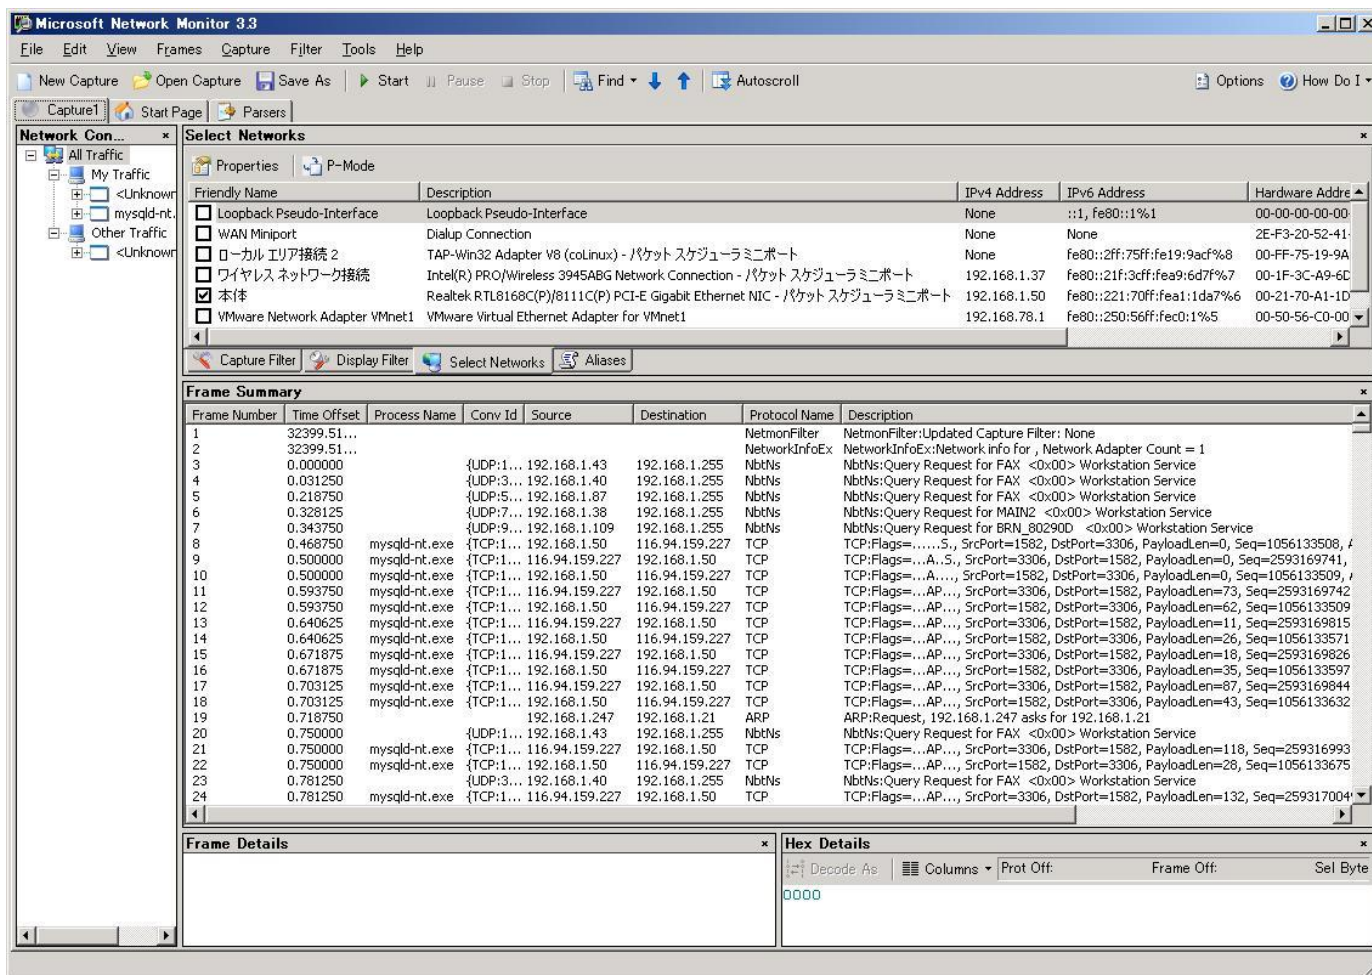 Microsoft Network Monitor 3.3
File Edit View Frames Capture Filter Tools Help
New Capture Open Capture Save As Start Pause Stop Find Autoscroll Options How Do I
Capture1 Start Page Parsers
Network Con...
All Traffic
My Traffic
<Unknown
mysqld-nt.
Other Traffic
<Unknown
Select Networks
Properties P-Mode
Friendly Name Description IPv4 Address IPv6 Address Hardware Addre
Loopback Pseudo-Interface Loopback Pseudo-Interface None ::1, fe80::1%1 00-00-00-00-00-
WAN Miniport Dialup Connection None None 2E-F3-20-52-41-
ローカル エリア接続 2 TAP-Win32 Adapter V8 (coLinux) - パケット スケジューラ ミニポート None fe80::2ff:75ff:fe19:9acf%8 00-FF-75-19-9A
ワイヤレス ネットワーク接続 Intel(R) PRO/Wireless 3945ABG Network Connection - パケット スケジューラ ミニポート 192.168.1.37 fe80::21f:3cff:fea9:6d7f%7 00-1F-3C-A9-6D
本体 Realtek RTL8168C(P)/8111C(P) PCI-E Gigabit Ethernet NIC - パケット スケジューラ ミニポート 192.168.1.50 fe80::221:70ff:fea1:1da7%6 00-21-70-A1-1D
VMware Network Adapter VMnet1 VMware Virtual Ethernet Adapter for VMnet1 192.168.78.1 fe80::250:56ff:fec0:1%5 00-50-56-C0-00
Capture Filter Display Filter Select Networks Aliases
Frame Summary
Frame Number Time Offset Process Name Conv Id Source Destination Protocol Name Description
1 32399.51... NetmonFilter NetmonFilter:Updated Capture Filter: None
2 32399.51... NetworkInfoEx NetworkInfoEx:Network info for , Network Adapter Count = 1
3 0.000000 {UDP:1... 192.168.1.43 192.168.1.255 NbtNs NbtNs:Query Request for FAX <0x00> Workstation Service
4 0.031250 {UDP:3... 192.168.1.40 192.168.1.255 NbtNs NbtNs:Query Request for FAX <0x00> Workstation Service
5 0.218750 {UDP:5... 192.168.1.87 192.168.1.255 NbtNs NbtNs:Query Request for FAX <0x00> Workstation Service
6 0.328125 {UDP:7... 192.168.1.38 192.168.1.255 NbtNs NbtNs:Query Request for MAIN2 <0x00> Workstation Service
7 0.343750 {UDP:9... 192.168.1.109 192.168.1.255 NbtNs NbtNs:Query Request for BRN_80290D <0x00> Workstation Service
8 0.468750 mysqld-nt.exe {TCP:1... 192.168.1.50 116.94.159.227 TCP TCP:Flags=......S., SrcPort=1582, DstPort=3306, PayloadLen=0, Seq=1056133508, A
9 0.500000 mysqld-nt.exe {TCP:1... 116.94.159.227 192.168.1.50 TCP TCP:Flags=...A..S., SrcPort=3306, DstPort=1582, PayloadLen=0, Seq=2593169741,
10 0.500000 mysqld-nt.exe {TCP:1... 192.168.1.50 116.94.159.227 TCP TCP:Flags=...A...., SrcPort=1582, DstPort=3306, PayloadLen=0, Seq=1056133509, A
11 0.593750 mysqld-nt.exe {TCP:1... 116.94.159.227 192.168.1.50 TCP TCP:Flags=...AP..., SrcPort=3306, DstPort=1582, PayloadLen=73, Seq=2593169742
12 0.593750 mysqld-nt.exe {TCP:1... 192.168.1.50 116.94.159.227 TCP TCP:Flags=...AP..., SrcPort=1582, DstPort=3306, PayloadLen=62, Seq=1056133509
13 0.640625 mysqld-nt.exe {TCP:1... 116.94.159.227 192.168.1.50 TCP TCP:Flags=...AP..., SrcPort=3306, DstPort=1582, PayloadLen=11, Seq=2593169815
14 0.640625 mysqld-nt.exe {TCP:1... 192.168.1.50 116.94.159.227 TCP TCP:Flags=...AP..., SrcPort=1582, DstPort=3306, PayloadLen=26, Seq=1056133571
15 0.671875 mysqld-nt.exe {TCP:1... 116.94.159.227 192.168.1.50 TCP TCP:Flags=...AP..., SrcPort=3306, DstPort=1582, PayloadLen=18, Seq=2593169826
16 0.671875 mysqld-nt.exe {TCP:1... 192.168.1.50 116.94.159.227 TCP TCP:Flags=...AP..., SrcPort=1582, DstPort=3306, PayloadLen=35, Seq=1056133597
17 0.703125 mysqld-nt.exe {TCP:1... 116.94.159.227 192.168.1.50 TCP TCP:Flags=...AP..., SrcPort=3306, DstPort=1582, PayloadLen=87, Seq=2593169844
18 0.703125 mysqld-nt.exe {TCP:1... 192.168.1.50 116.94.159.227 TCP TCP:Flags=...AP..., SrcPort=1582, DstPort=3306, PayloadLen=43, Seq=1056133632
19 0.718750 192.168.1.247 192.168.1.21 ARP ARP:Request, 192.168.1.247 asks for 192.168.1.21
20 0.750000 {UDP:1... 192.168.1.43 192.168.1.255 NbtNs NbtNs:Query Request for FAX <0x00> Workstation Service
21 0.750000 mysqld-nt.exe {TCP:1... 116.94.159.227 192.168.1.50 TCP TCP:Flags=...AP..., SrcPort=3306, DstPort=1582, PayloadLen=118, Seq=259316993
22 0.750000 mysqld-nt.exe {TCP:1... 192.168.1.50 116.94.159.227 TCP TCP:Flags=...AP..., SrcPort=1582, DstPort=3306, PayloadLen=28, Seq=1056133675
23 0.781250 {UDP:3... 192.168.1.40 192.168.1.255 NbtNs NbtNs:Query Request for FAX <0x00> Workstation Service
24 0.781250 mysqld-nt.exe {TCP:1... 116.94.159.227 192.168.1.50 TCP TCP:Flags=...AP..., SrcPort=3306, DstPort=1582, PayloadLen=132, Seq=259317004
Frame Details
Hex Details
Decode As Columns Prot Off: Frame Off: Sel Byte
0000